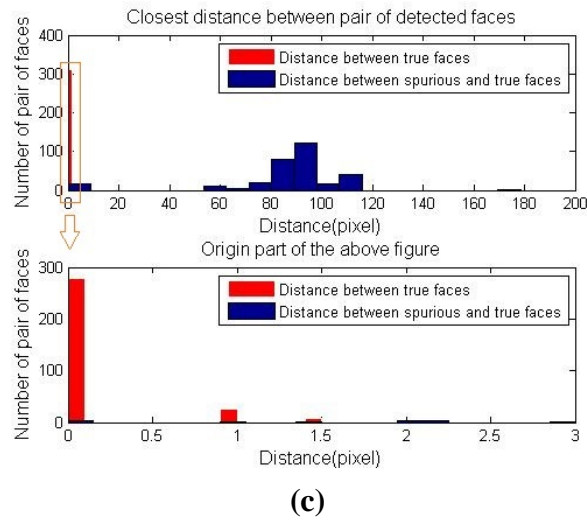 Closest distance between pair of detected faces
Number of pair of faces
400
300
200
100
0
Distance between true faces
Distance between spurious and true faces
0 20 40 60 80 100 120 140 160 180 200
Distance(pixel)
Origin part of the above figure
Number of pair of faces
300
200
100
0
Distance between true faces
Distance between spurious and true faces
0 0.5 1 1.5 2 2.5 3
Distance(pixel)
(c)